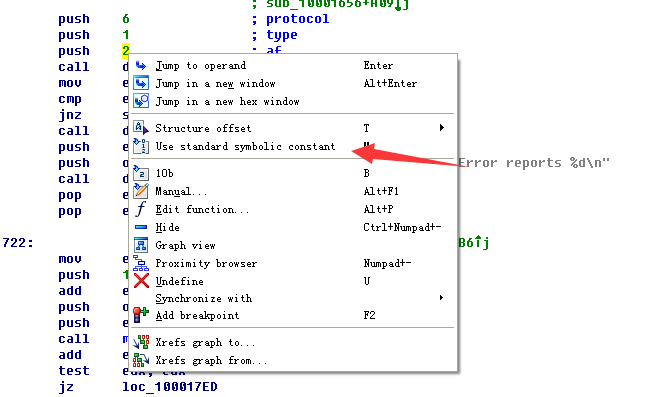 ; sub_10001656+A09↓j
push 6 ; protocol
push 1 ; type
push 2 ; af
call d
mov e
cmp e
jnz s
call d
push e
push o Error reports %d\n"
call d
pop e
pop e
722: B6↑j
mov e
push 1
add e
push o
push e
call m
add e
test eax, eax
jz loc_100017ED
Jump to operand Enter
Jump in a new window Alt+Enter
Jump in a new hex window
Structure offset T
Use standard symbolic constant M
10b B
Manual... Alt+F1
Edit function... Alt+P
Hide Ctrl+Numpad+-
Graph view
Proximity browser Numpad+-
Undefine U
Synchronize with
Add breakpoint F2
Xrefs graph to...
Xrefs graph from...